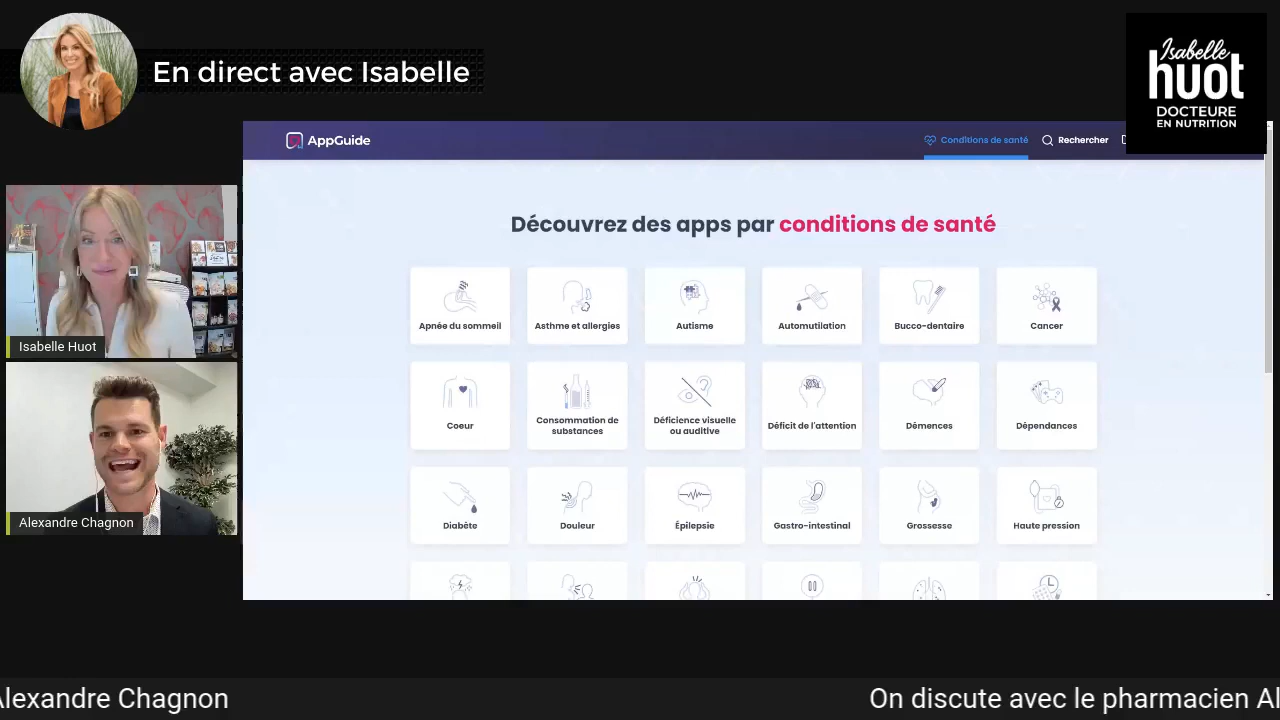 En direct avec Isabelle
Isabelle
huot
DOCTEURE
EN NUTRITION
AppGuide
Conditions de santé
Rechercher
Découvrez des apps par conditions de santé
Apnée du sommeil
Asthme et allergies
Autisme
Automutilation
Bucco-dentaire
Cancer
Coeur
Consommation de
substances
Déficience visuelle
ou auditive
Déficit de l'attention
Démences
Dépendances
Diabète
Douleur
Épilepsie
Gastro-intestinal
Grossesse
Haute pression
Isabelle Huot
Alexandre Chagnon
Alexandre Chagnon
On discute avec le pharmacien Al